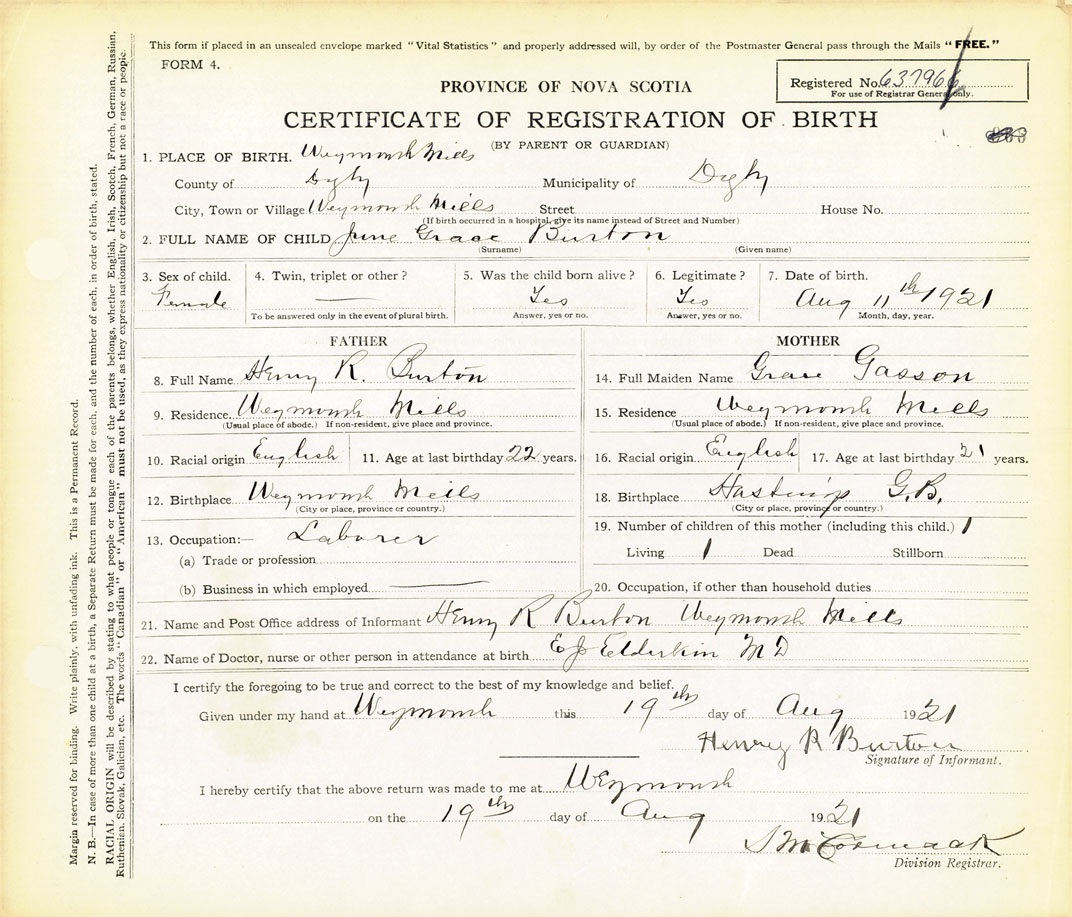 This form if placed in an unsealed envelope marked "Vital Statistics" and properly addressed will, by order of the Postmaster General pass through the Mails "FREE."
FORM 4.
Registered No. 637966
For use of Registrar General only.
PROVINCE OF NOVA SCOTIA
CERTIFICATE OF REGISTRATION OF BIRTH
(BY PARENT OR GUARDIAN)
1. PLACE OF BIRTH. Weymouth Mills
County of Digby Municipality of Digby
City, Town or Village Weymouth Mills Street House No.
(If birth occurred in a hospital, give its name instead of Street and Number)
2. FULL NAME OF CHILD June Grace Burton
(Surname) (Given name)
3. Sex of child. 4. Twin, triplet or other? 5. Was the child born alive? 6. Legitimate? 7. Date of birth.
Female Yes Yes Aug 11th 1921
To be answered only in the event of plural birth. Answer, yes or no. Answer, yes or no. Month, day, year.
FATHER
8. Full Name Henry R. Burton
9. Residence Weymouth Mills
(Usual place of abode.) If non-resident, give place and province.
10. Racial origin English 11. Age at last birthday 22 years.
12. Birthplace Weymouth Mills
(City or place, province or country.)
13. Occupation:— Laborer
(a) Trade or profession
(b) Business in which employed
MOTHER
14. Full Maiden Name Grace Gasson
15. Residence Weymouth Mills
(Usual place of abode.) If non-resident, give place and province.
16. Racial origin English 17. Age at last birthday 21 years.
18. Birthplace Hastings G.B.
(City or place, province or country.)
19. Number of children of this mother (including this child.) 1
Living 1 Dead Stillborn
20. Occupation, if other than household duties
21. Name and Post Office address of Informant Henry R Burton Weymouth Mills
22. Name of Doctor, nurse or other person in attendance at birth E J Elderkin M D
I certify the foregoing to be true and correct to the best of my knowledge and belief.
Given under my hand at Weymouth this 19th day of Aug 1921
Henry R Burton
Signature of Informant.
I hereby certify that the above return was made to me at Weymouth
on the 19th day of Aug 1921
McCormack
Division Registrar.
Margin reserved for binding. Write plainly, with unfading ink. This is a Permanent Record.
N. B.—In case of more than one child at a birth, a Separate Return must be made for each, and the number of each, in order of birth, stated.
RACIAL ORIGIN will be described by stating to what people or tongue each of the parents belongs, whether English, Irish, Scotch, French, German, Russian,
Ruthenian, Slovak, Galician, etc. The words "Canadian" or "American" must not be used, as they express nationality or citizenship but not a race or people.